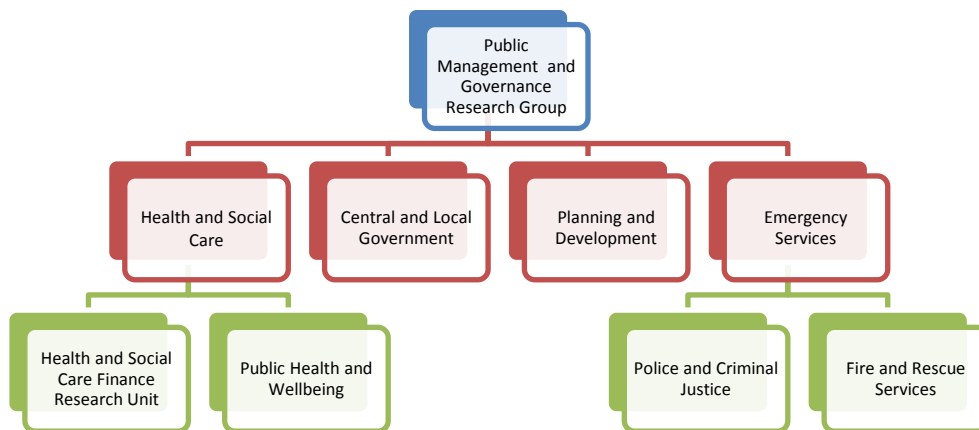 Public
Management and
Governance
Research Group
Health and Social
Care
Central and Local
Government
Planning and
Development
Emergency
Services
Health and Social
Care Finance
Research Unit
Public Health and
Wellbeing
Police and Criminal
Justice
Fire and Rescue
Services